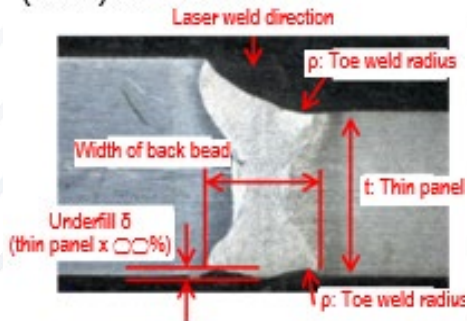 Laser weld direction
ρ: Toe weld radius
Width of back bead
t: Thin panel
Underfill δ
(thin panel x ○○%)
ρ: Toe weld radius